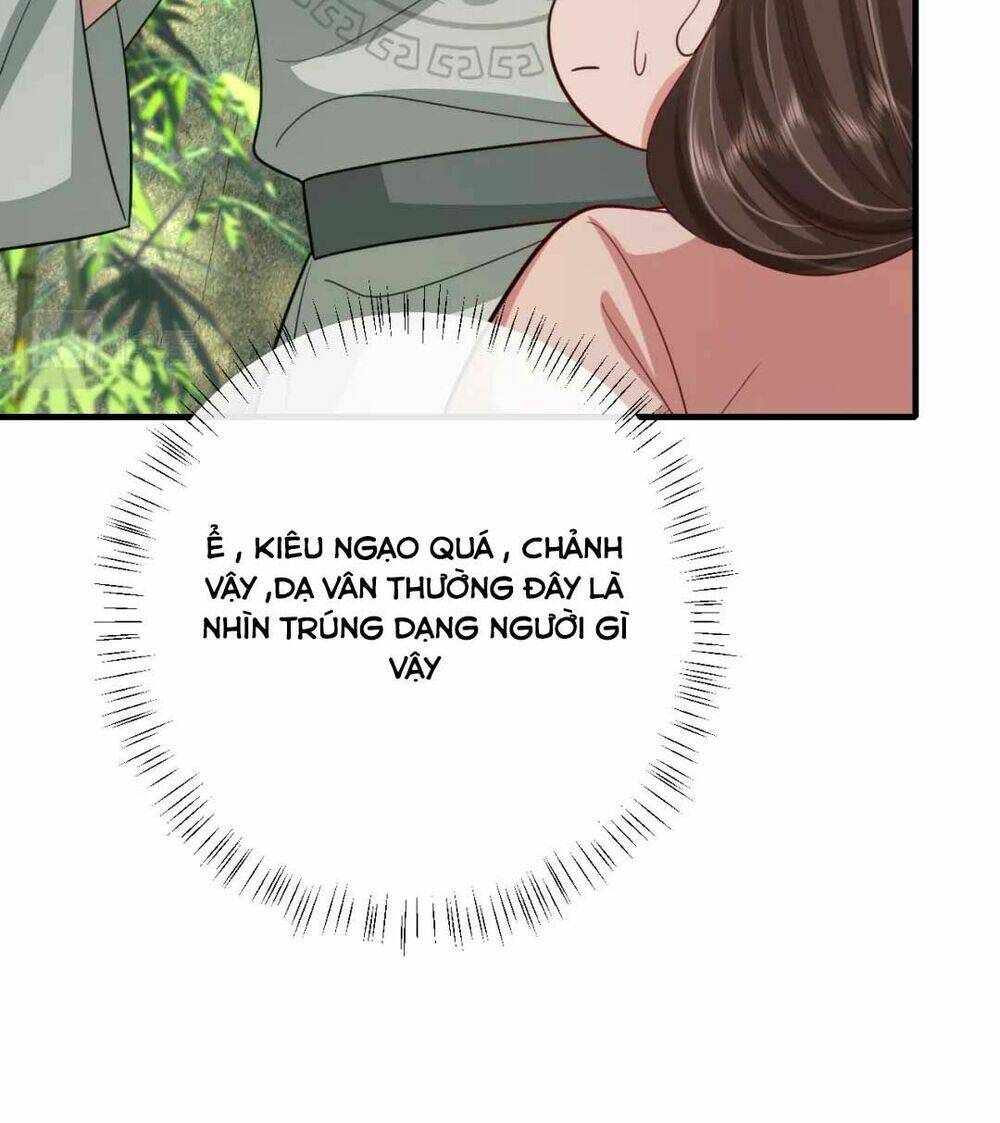 Ể , KIÊU NGẠO QUÁ , CHẢNH
VẬY ,DẠ VÂN THƯỜNG ĐÂY LÀ
NHÌN TRÚNG DẠNG NGƯỜI GÌ
VẬY